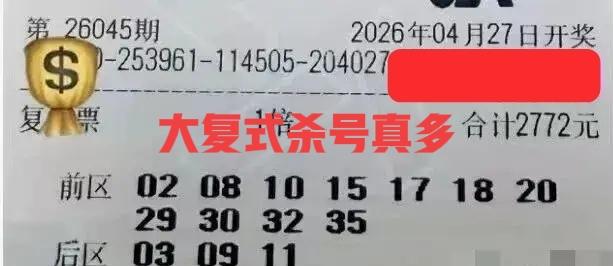 第 26045期 2026年04月27日开奖
0-253961-114505-204027
复 票 1倍 合计2772元
大复式杀号真多
前区 02 08 10 15 17 18 20
29 30 32 35
后区 03 09 11